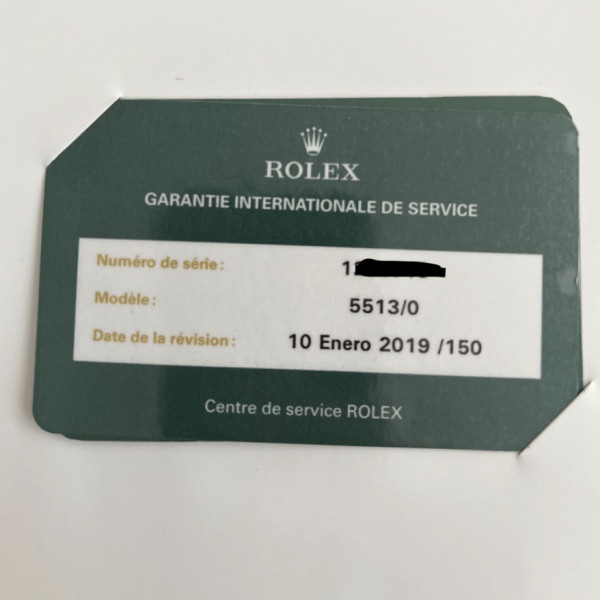 ROLEX
GARANTIE INTERNATIONALE DE SERVICE
Numéro de série: 1
Modèle: 5513/0
Date de la révision: 10 Enero 2019 /150
Centre de service ROLEX